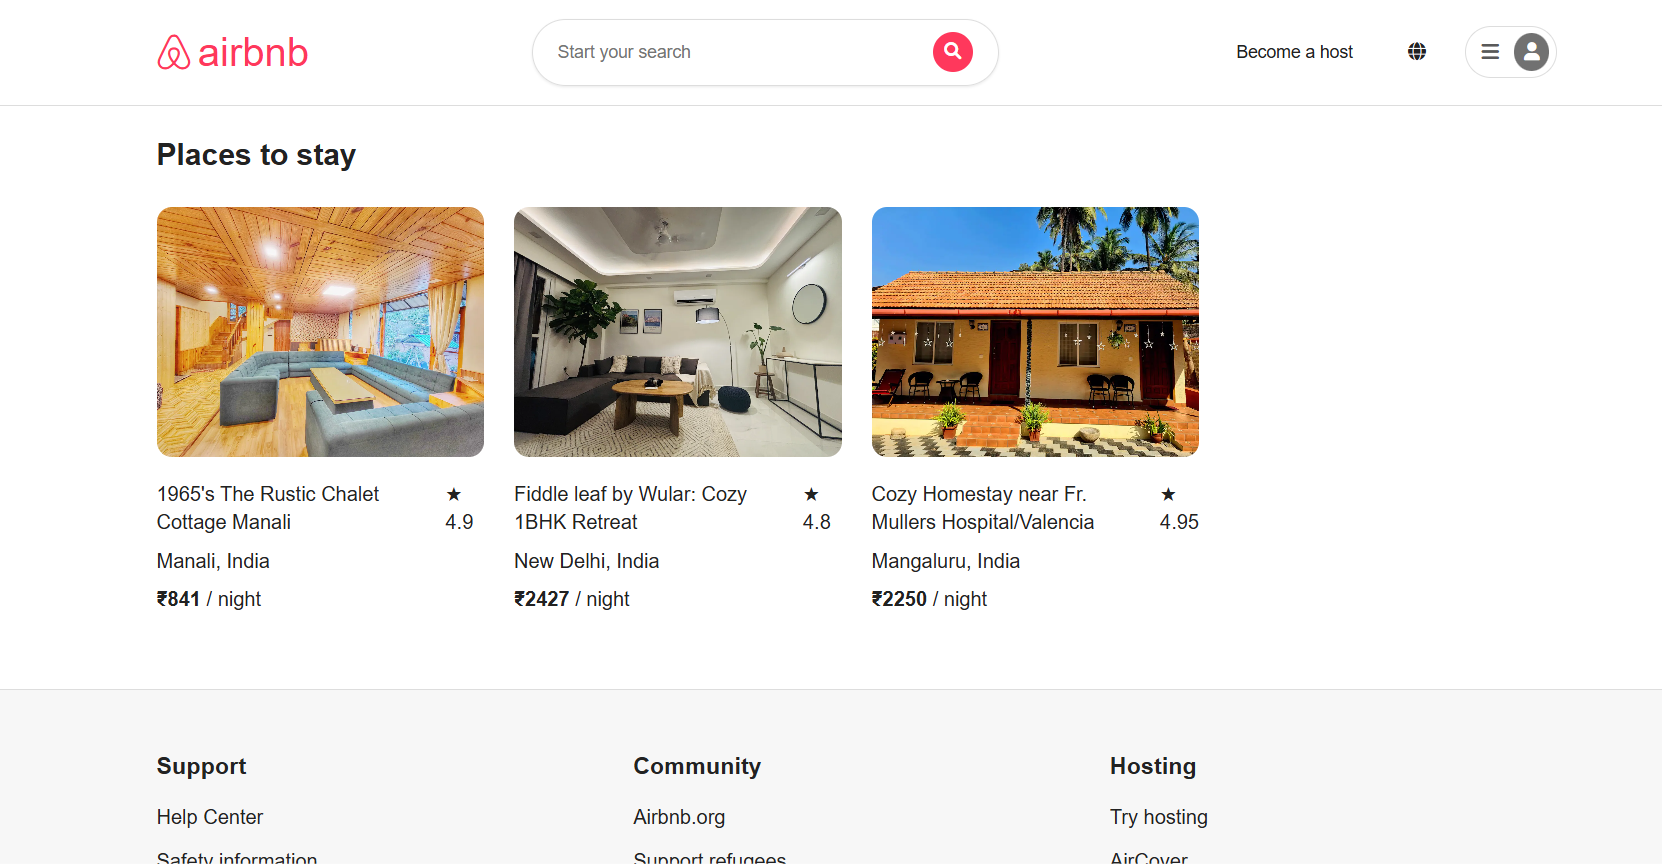 airbnb
Start your search
Become a host
Places to stay
1965's The Rustic Chalet
Cottage Manali
★
4.9
Manali, India
₹841 / night
Fiddle leaf by Wular: Cozy
1BHK Retreat
★
4.8
New Delhi, India
₹2427 / night
Cozy Homestay near Fr.
Mullers Hospital/Valencia
★
4.95
Mangaluru, India
₹2250 / night
Support
Help Center
Safety information
Community
Airbnb.org
Support refugees
Hosting
Try hosting
AirCover